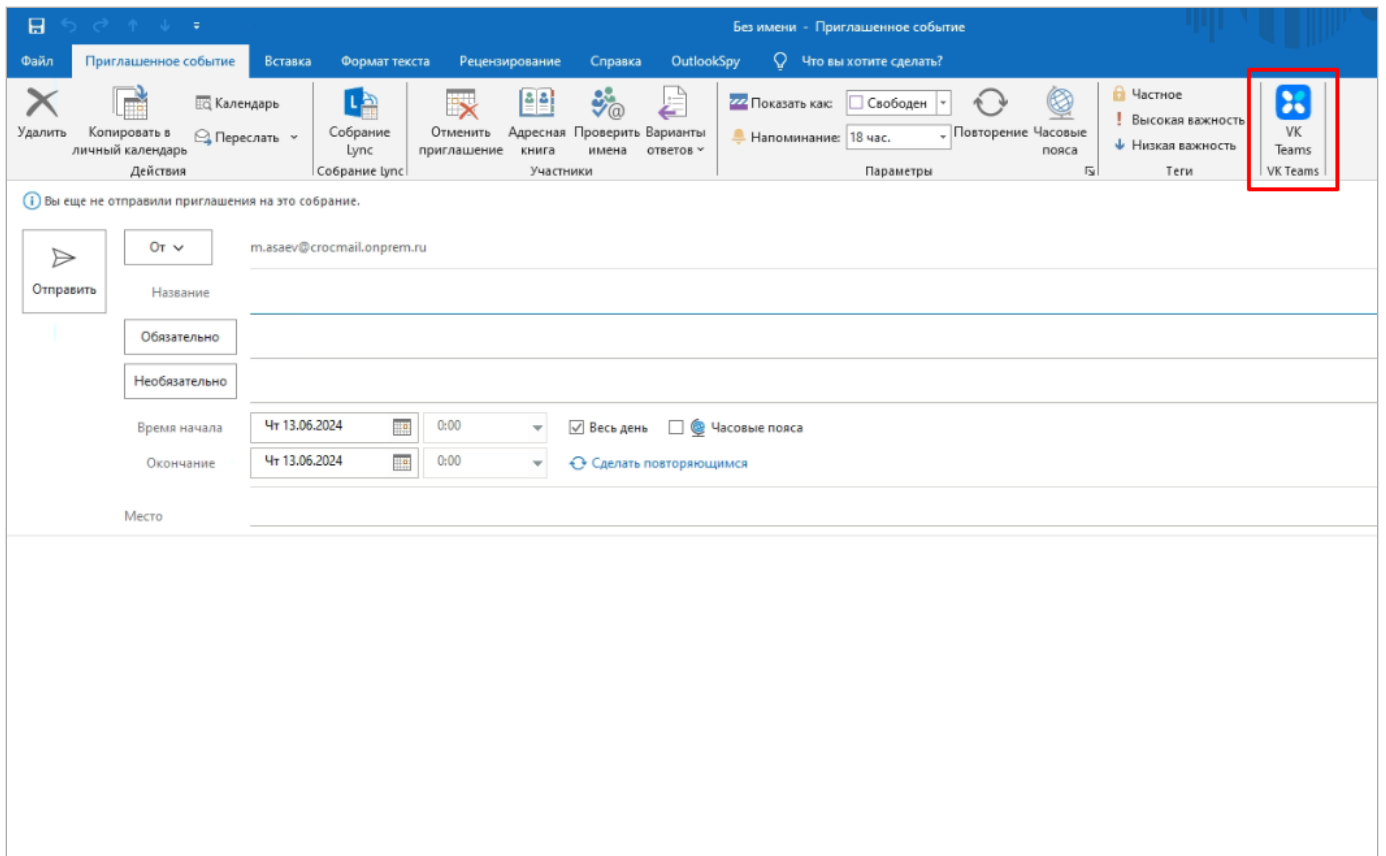 Без имени - Приглашенное событие
Файл Приглашенное событие Вставка Формат текста Рецензирование Справка OutlookSpy Что вы хотите сделать?
Удалить
Копировать в
личный календарь
Календарь
Переслать
Действия
Собрание
Lync
Собрание Lync
Отменить
приглашение
Адресная
книга
Проверить
имена
Варианты
ответов
Участники
Показать как: Свободен
Напоминание: 18 час.
Повторение
Часовые
пояса
Параметры
Частное
Высокая важность
Низкая важность
Теги
VK
Teams
VK Teams
Вы еще не отправили приглашения на это собрание.
Отправить
От m.asaev@crocmail.onprem.ru
Название
Обязательно
Необязательно
Время начала Чт 13.06.2024 0:00 Весь день Часовые пояса
Окончание Чт 13.06.2024 0:00 Сделать повторяющимся
Место